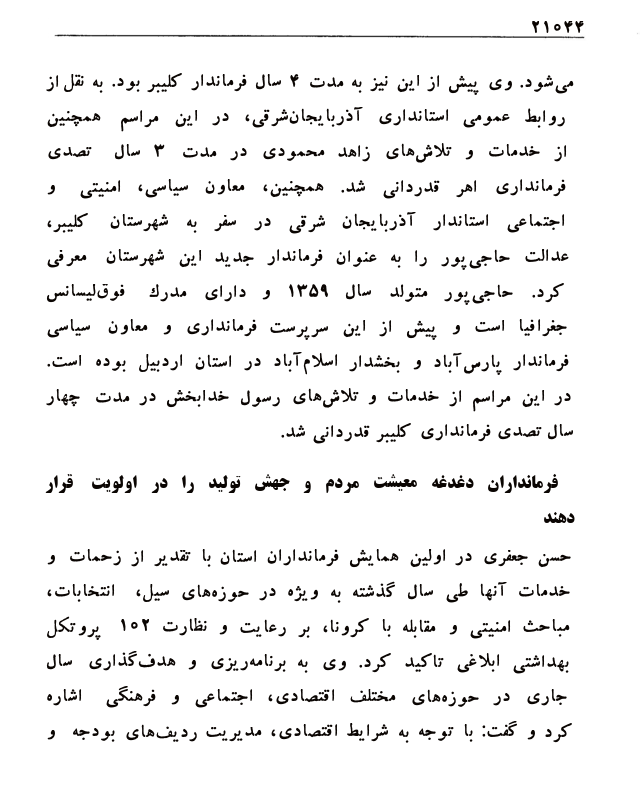 ۲۱۰۴۴
می‌شود. وی پیش از این نیز به مدت ۴ سال فرماندار کلیبر بود. به نقل از
روابط عمومی استانداری آذربایجان‌شرقی، در این مراسم همچنین
از خدمات و تلاش‌های زاهد محمودی در مدت ۳ سال تصدی
فرمانداری اهر قدردانی شد. همچنین، معاون سیاسی، امنیتی و
اجتماعی استاندار آذربایجان شرقی در سفر به شهرستان کلیبر،
عدالت حاجی‌پور را به عنوان فرماندار جدید این شهرستان معرفی
کرد. حاجی‌پور متولد سال ۱۳۵۹ و دارای مدرك فوق‌لیسانس
جغرافیا است و پیش از این سرپرست فرمانداری و معاون سیاسی
فرماندار پارس‌آباد و بخشدار اسلام‌آباد در استان اردبیل بوده است.
در این مراسم از خدمات و تلاش‌های رسول خدابخش در مدت چهار
سال تصدی فرمانداری کلیبر قدردانی شد.
فرمانداران دغدغه معیشت مردم و جهش تولید را در اولویت قرار
دهند
حسن جعفری در اولین همایش فرمانداران استان با تقدیر از زحمات و
خدمات آنها طی سال گذشته به ویژه در حوزه‌های سیل، انتخابات،
مباحث امنیتی و مقابله با کرونا، بر رعایت و نظارت ۱۰۲ پروتکل
بهداشتی ابلاغی تاکید کرد. وی به برنامه‌ریزی و هدف‌گذاری سال
جاری در حوزه‌های مختلف اقتصادی، اجتماعی و فرهنگی اشاره
کرد و گفت: با توجه به شرایط اقتصادی، مدیریت ردیف‌های بودجه و